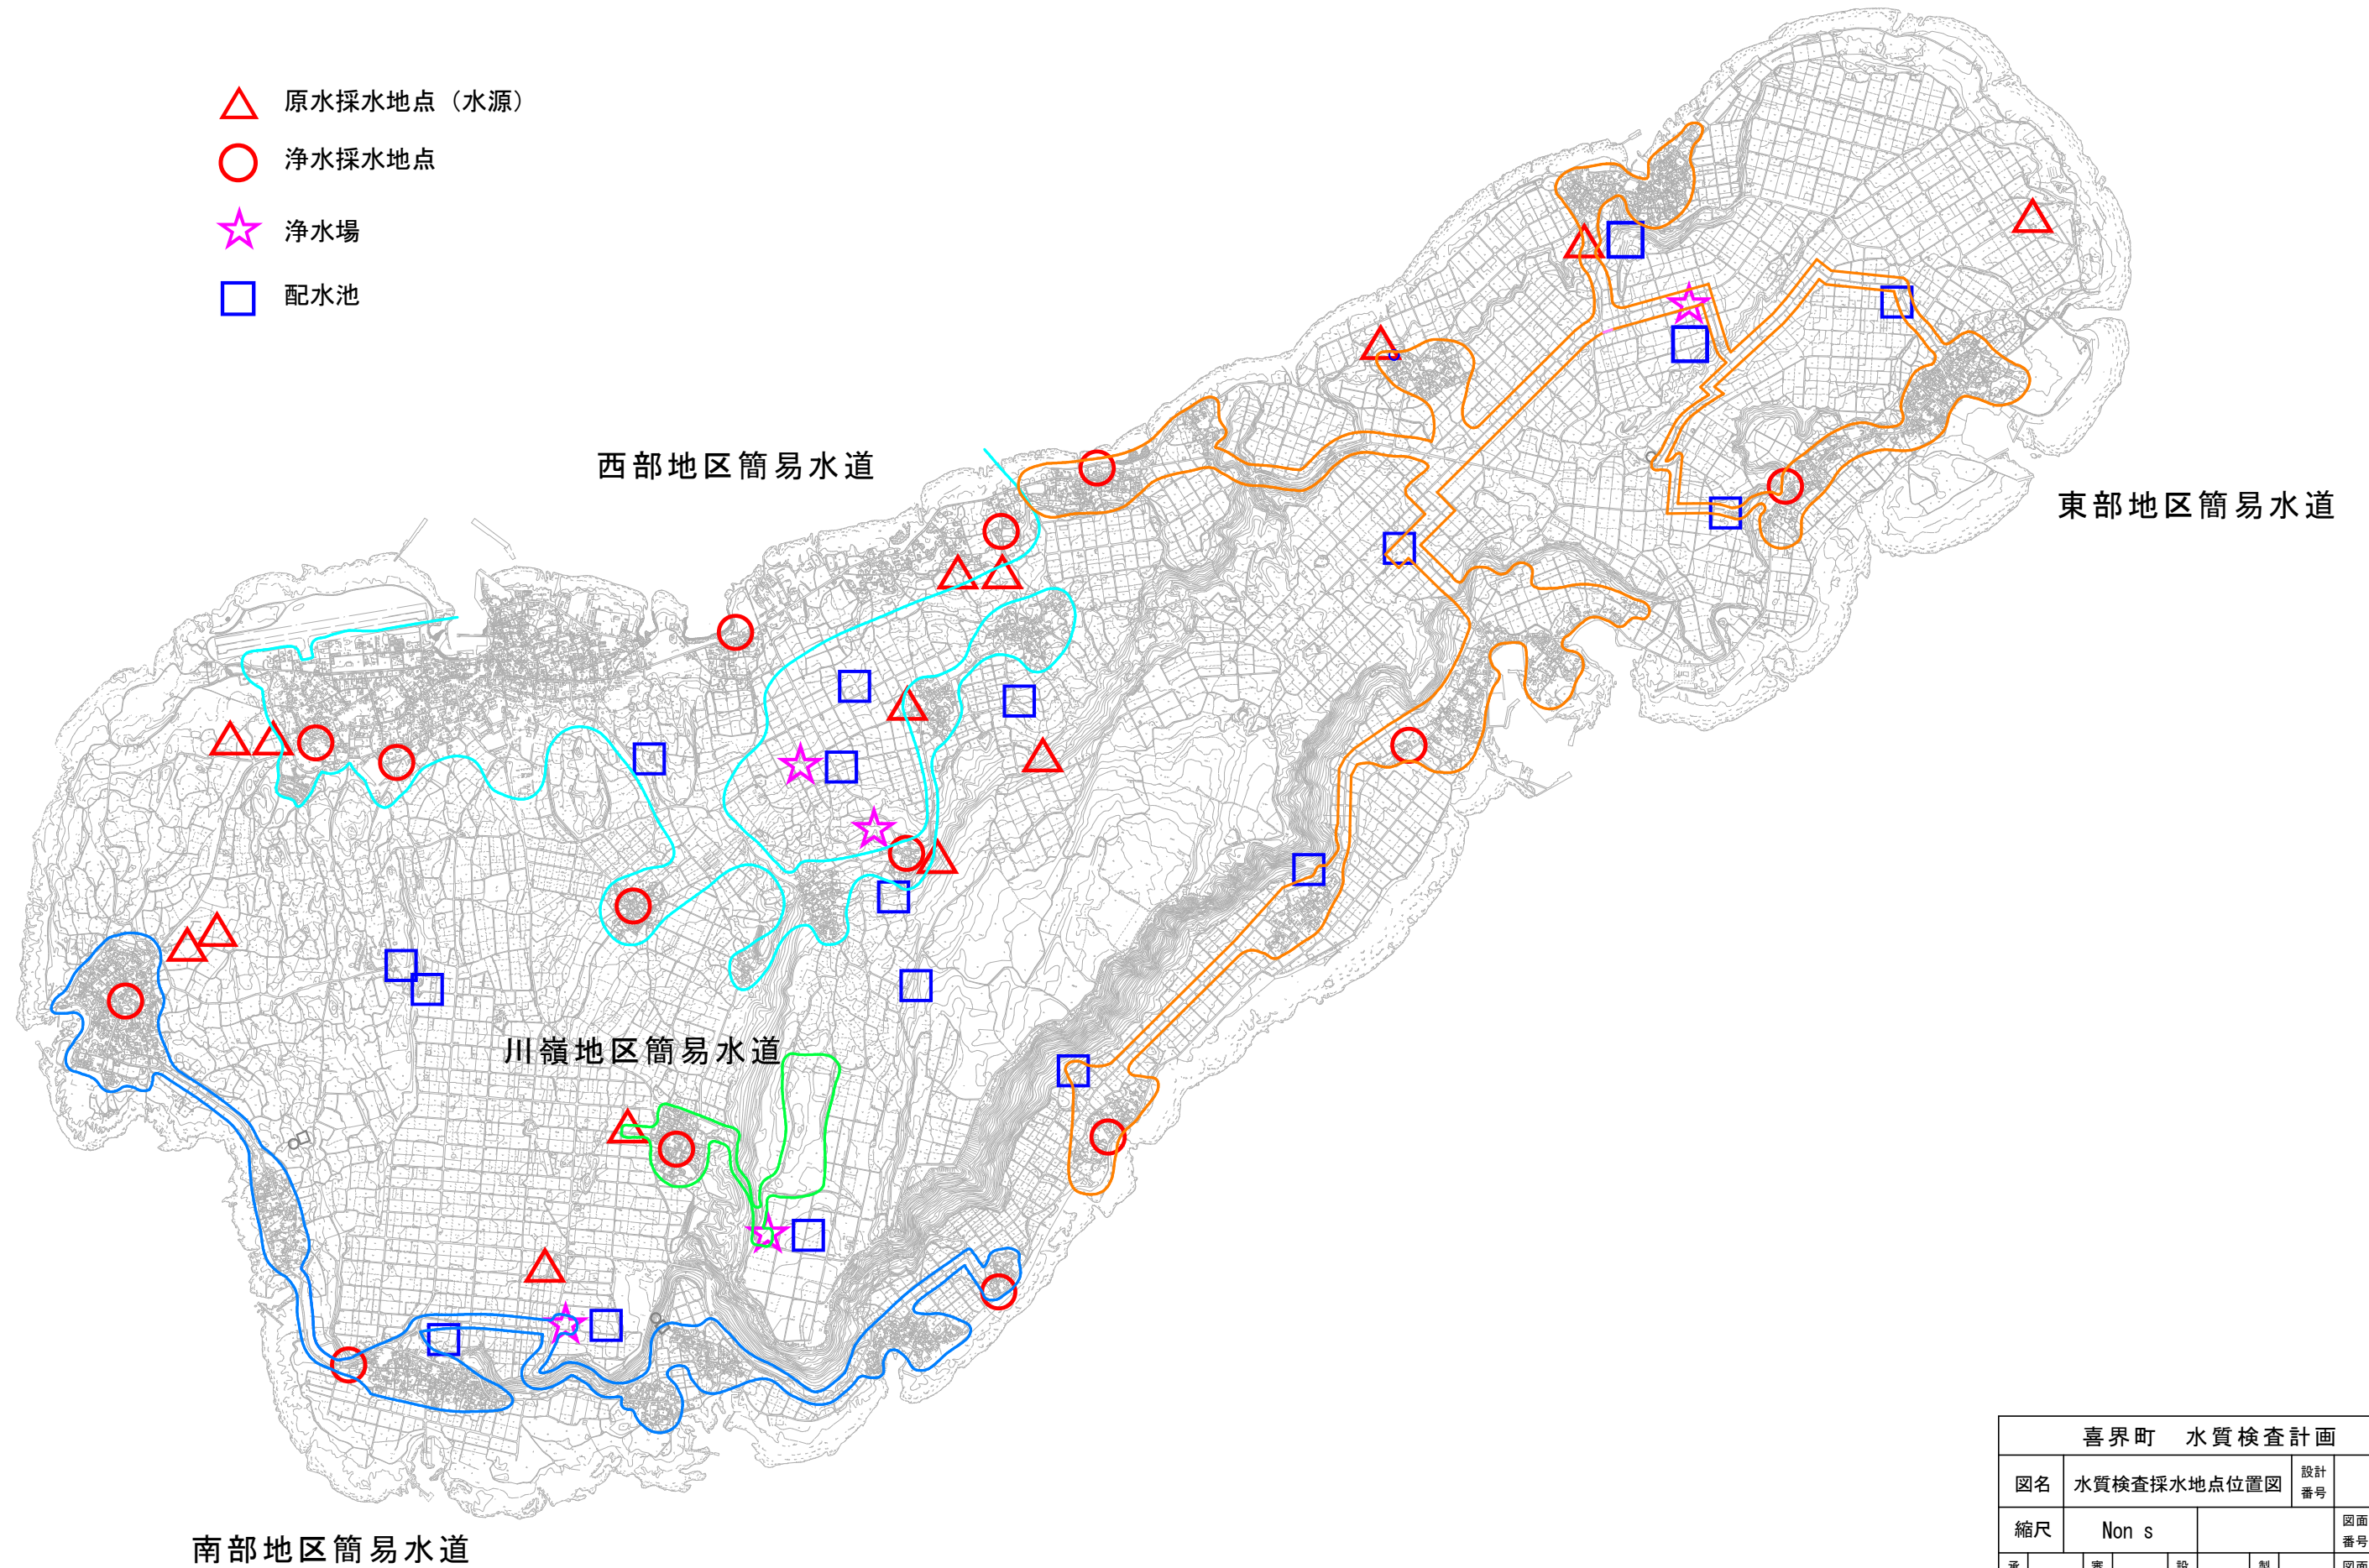 原水採水地点（水源）
浄水採水地点
浄水場
配水池
西部地区簡易水道
東部地区簡易水道
川嶺地区簡易水道
南部地区簡易水道
喜界町　水質検査計画
図名 水質検査採水地点位置図 設計番号
縮尺 Non s 図面番号